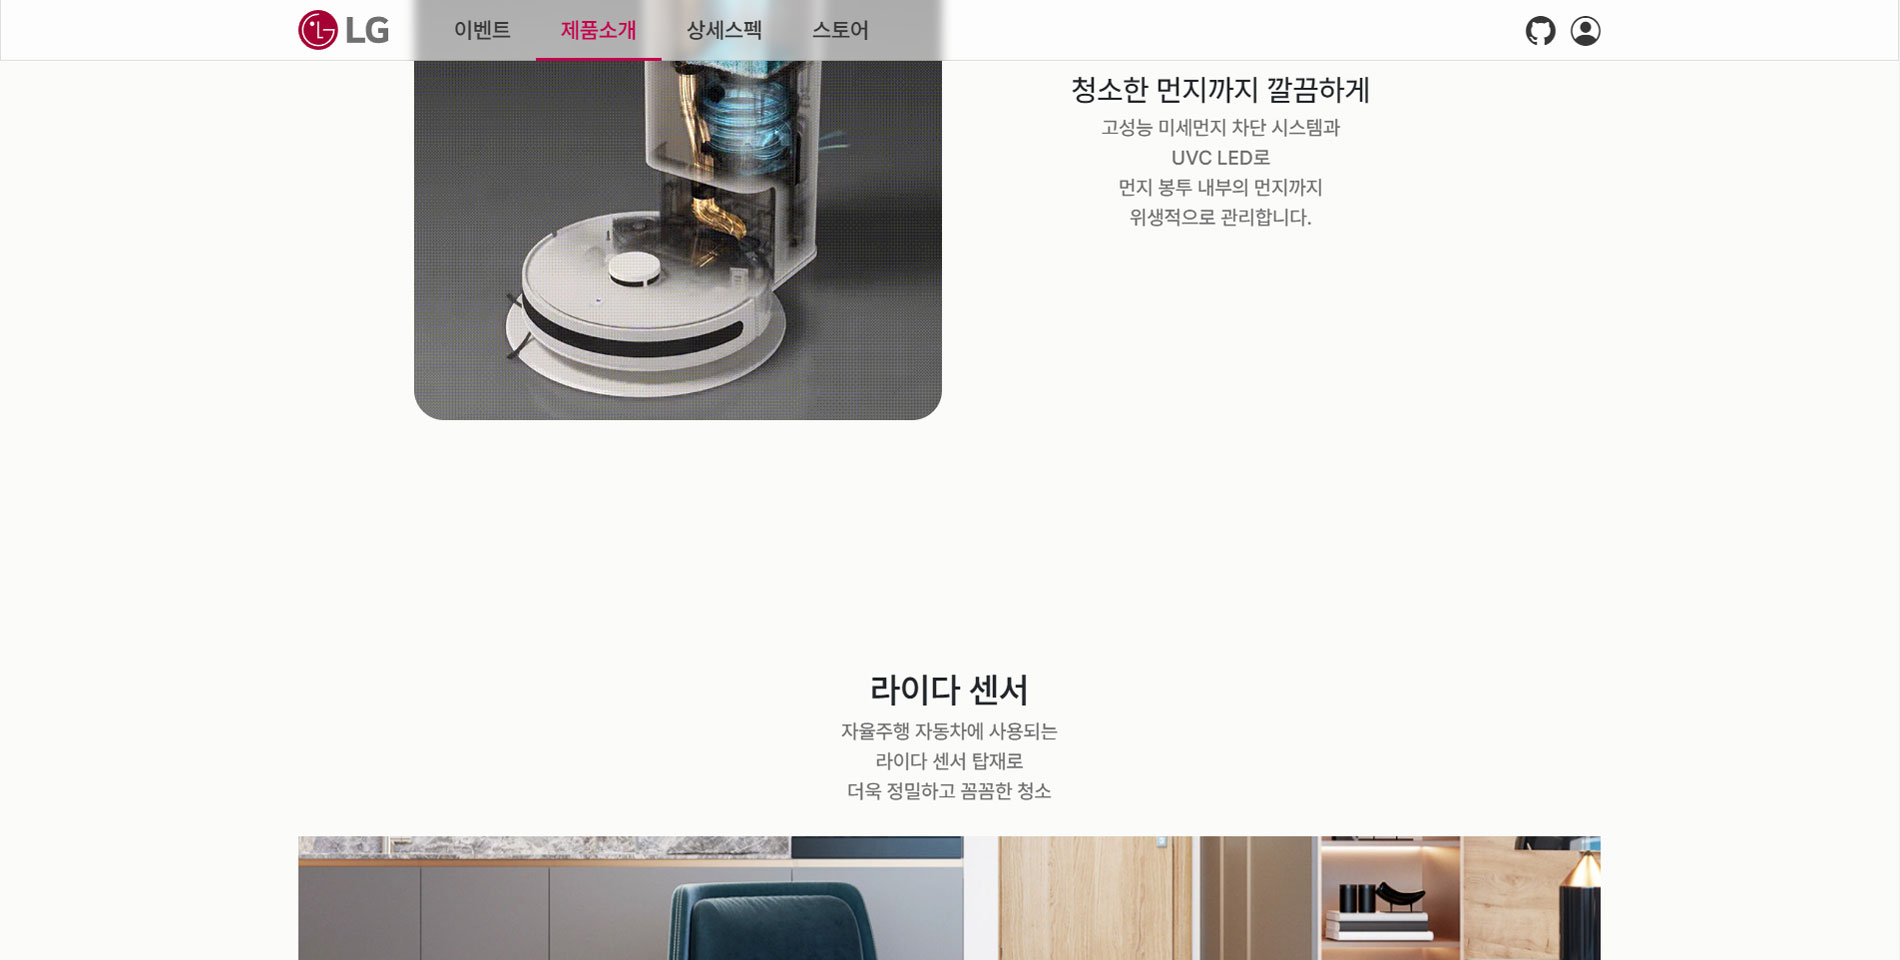 LG
이벤트
제품소개
상세스펙
스토어
청소한 먼지까지 깔끔하게
고성능 미세먼지 차단 시스템과
UVC LED로
먼지 봉투 내부의 먼지까지
위생적으로 관리합니다.
라이다 센서
자율주행 자동차에 사용되는
라이다 센서 탑재로
더욱 정밀하고 꼼꼼한 청소